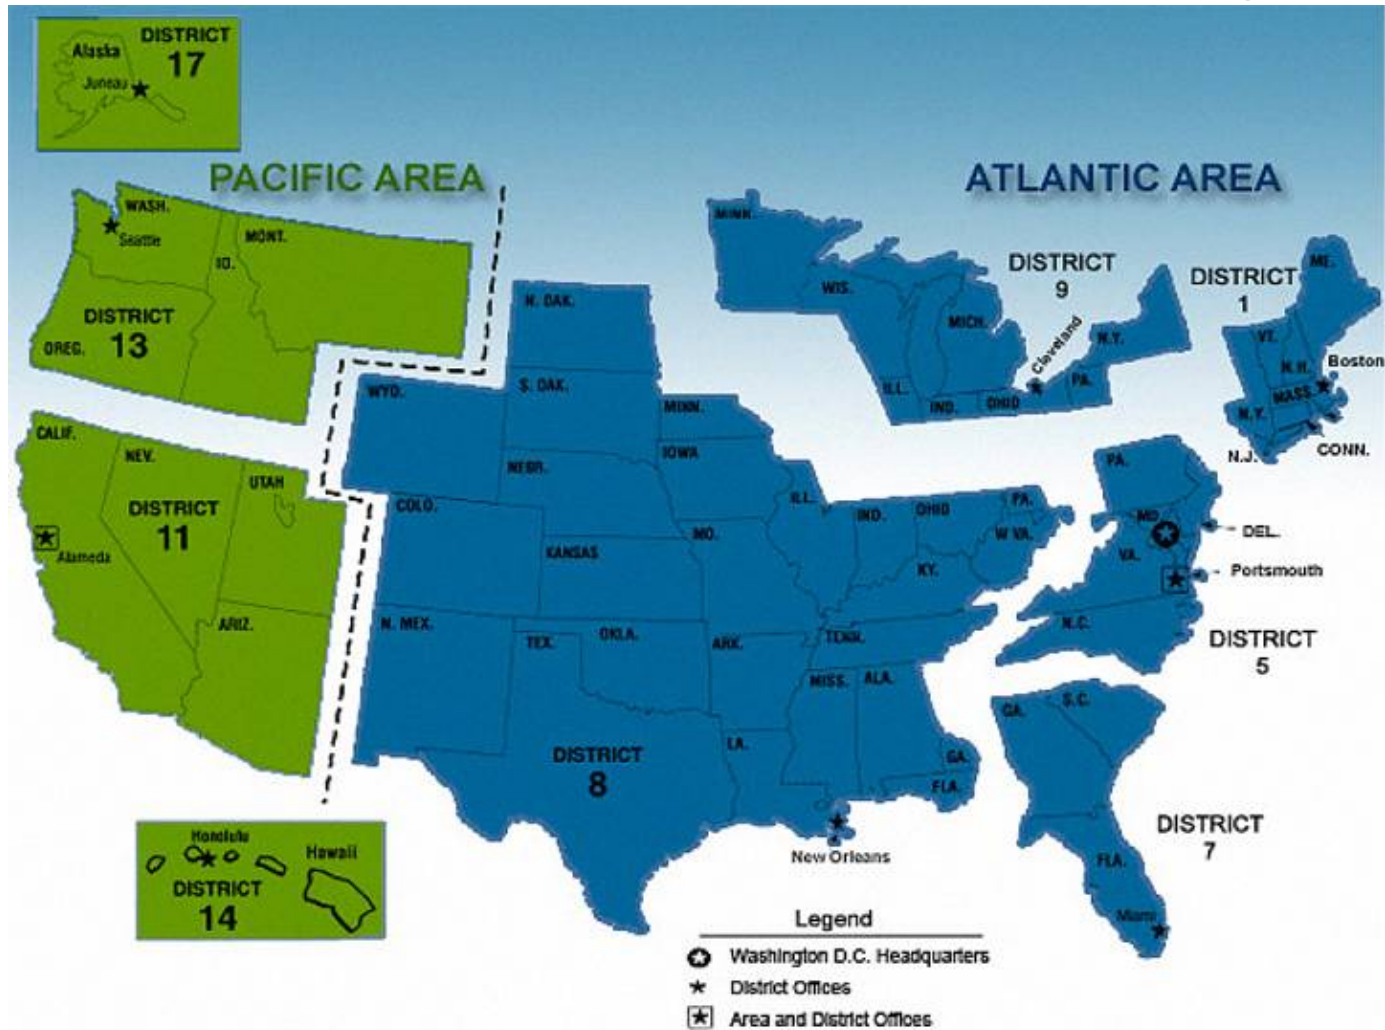 DISTRICT
17
Alaska
Juneau
PACIFIC AREA
ATLANTIC AREA
WASH.
Seattle
MONT.
ID.
DISTRICT
13
OREG.
CALIF.
NEV.
UTAH
DISTRICT
11
Alameda
ARIZ.
Honolulu
Hawaii
DISTRICT
14
N. DAK.
WYO.
S. DAK.
MINN.
NEBR.
IOWA
COLO.
ILL.
IND.
OHIO
PA.
W VA.
KANSAS
MO.
KY.
N. MEX.
TEX.
OKLA.
ARK.
TENN.
MISS.
ALA.
LA.
GA.
FLA.
DISTRICT
8
New Orleans
MINN.
WIS.
MICH.
DISTRICT
9
Cleveland
N.Y.
ILL.
IND.
OHIO
PA.
DISTRICT
1
ME.
VT.
N.H.
Boston
MASS.
N.Y.
N.J.
CONN.
PA.
MD.
DEL.
VA.
Portsmouth
N.C.
DISTRICT
5
GA.
S.C.
DISTRICT
7
FLA.
Miami
Legend
Washington D.C. Headquarters
District Offices
Area and District Offices